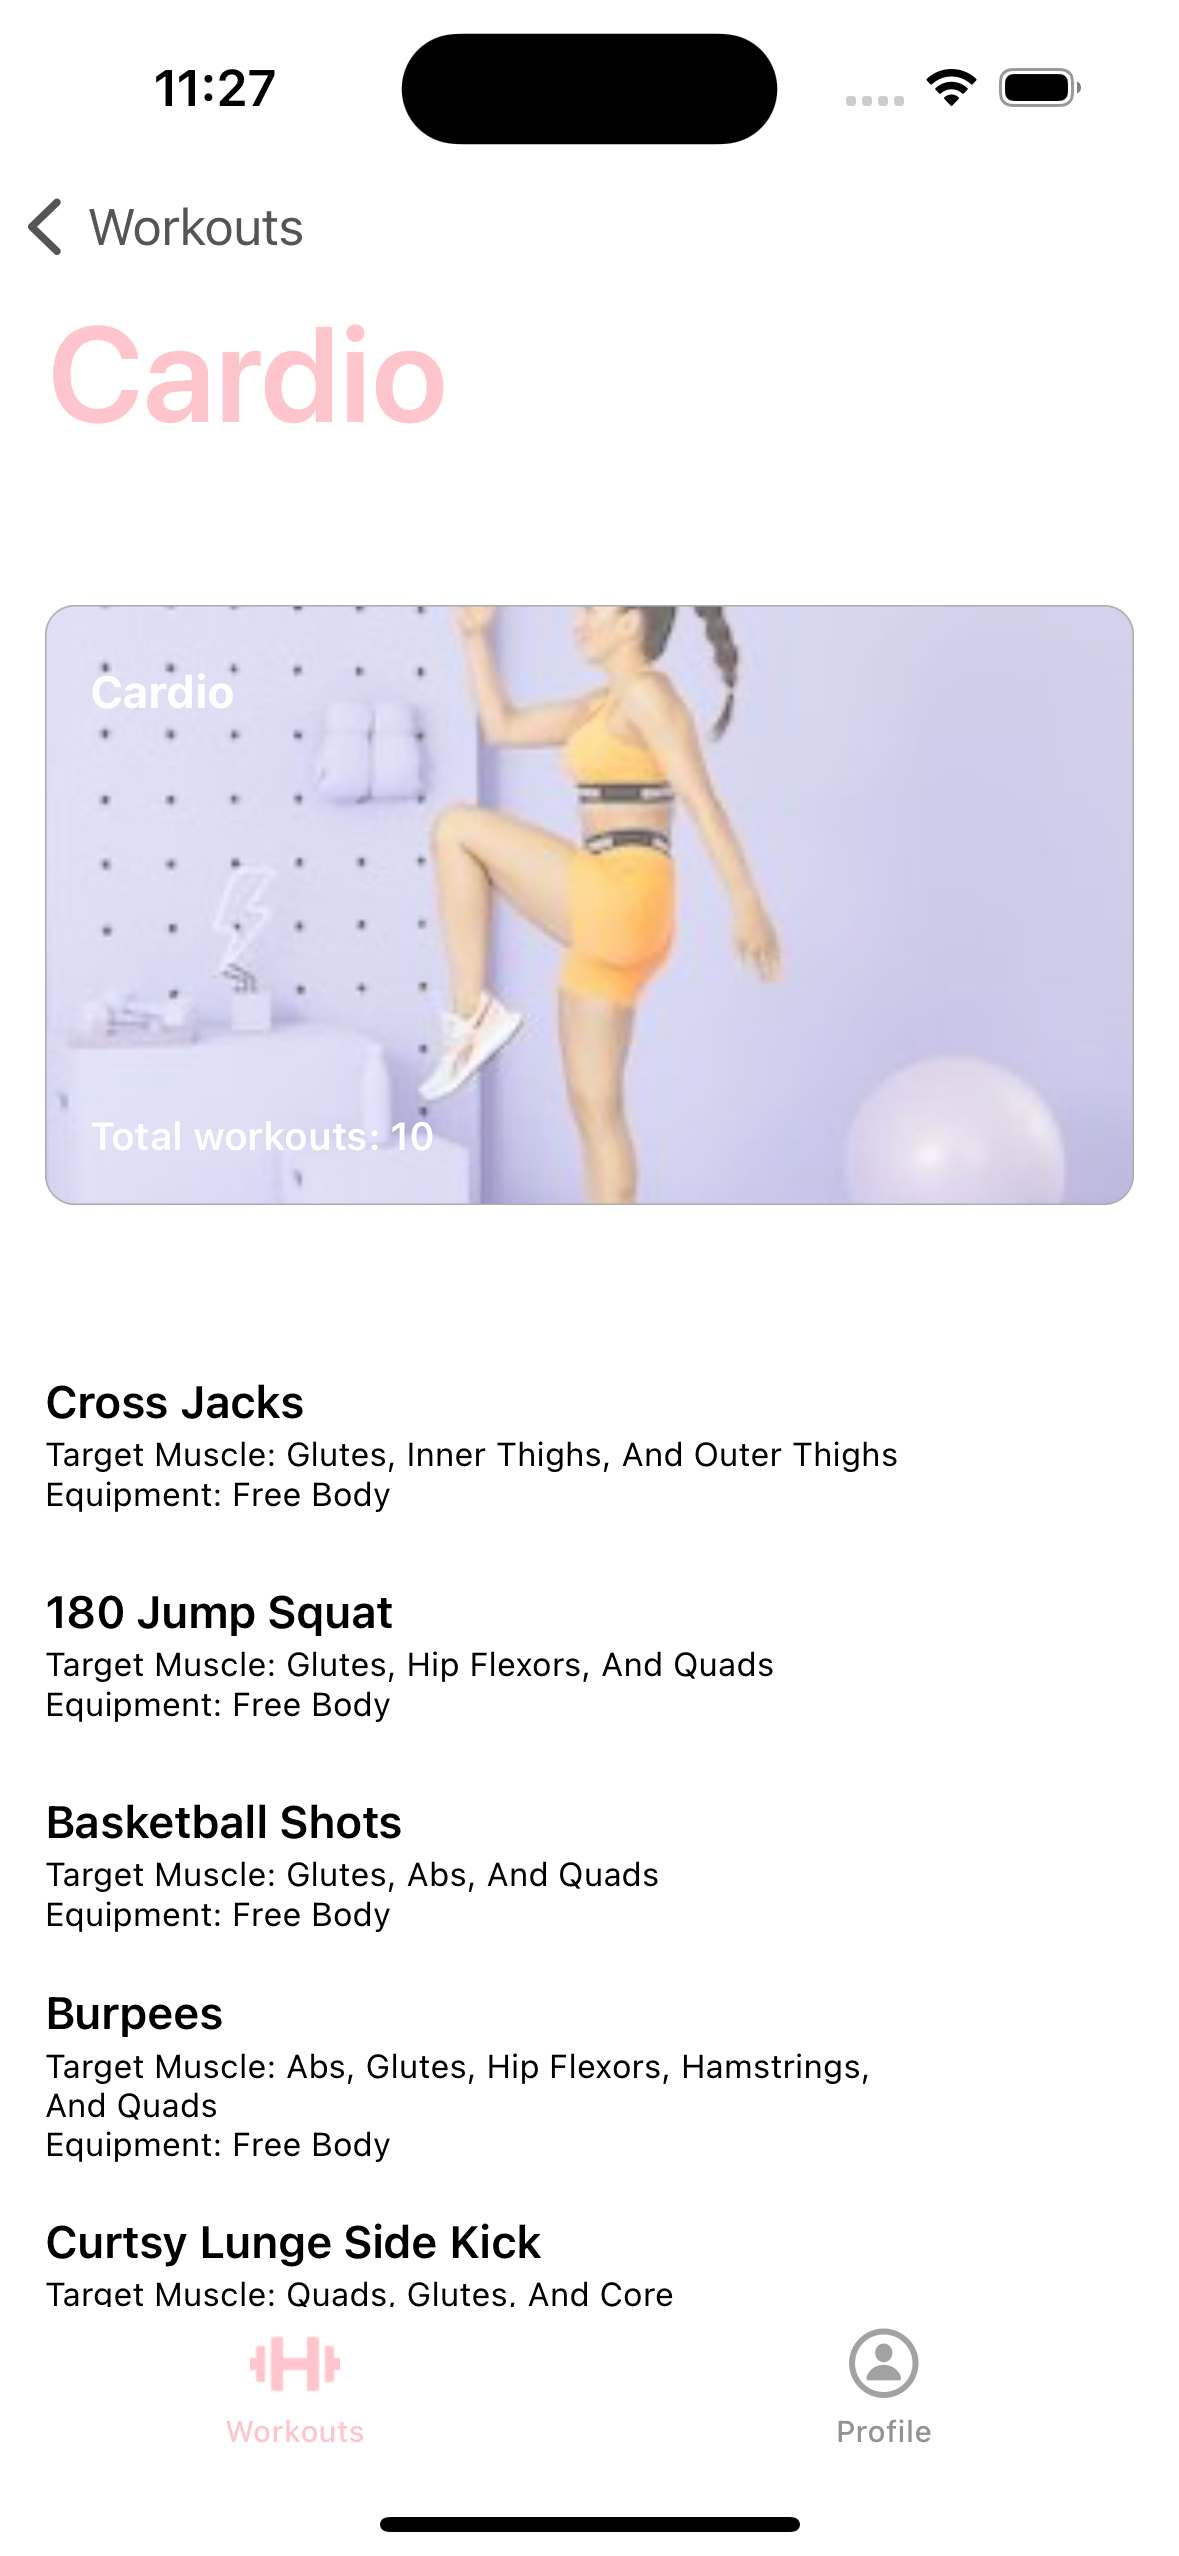 11:27
Workouts
Cardio
Cardio
Total workouts: 10
Cross Jacks
Target Muscle: Glutes, Inner Thighs, And Outer Thighs
Equipment: Free Body
180 Jump Squat
Target Muscle: Glutes, Hip Flexors, And Quads
Equipment: Free Body
Basketball Shots
Target Muscle: Glutes, Abs, And Quads
Equipment: Free Body
Burpees
Target Muscle: Abs, Glutes, Hip Flexors, Hamstrings,
And Quads
Equipment: Free Body
Curtsy Lunge Side Kick
Target Muscle: Quads, Glutes, And Core
Workouts
Profile